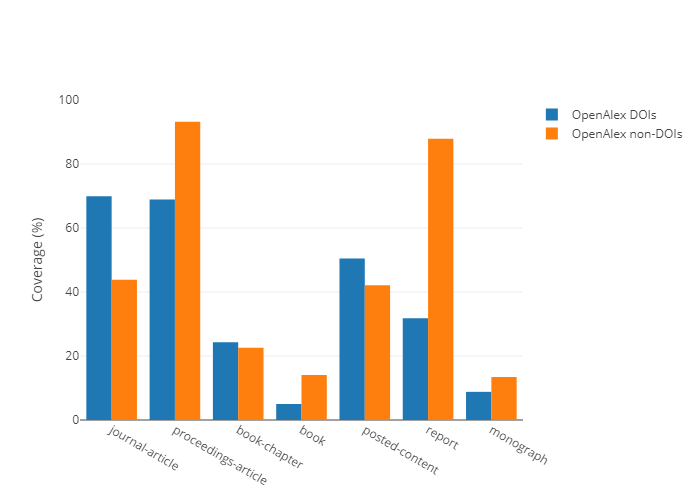 100
80
60
40
20
0
Coverage (%)
journal-article
proceedings-article
book-chapter
book
posted-content
report
monograph
OpenAlex DOIs
OpenAlex non-DOIs